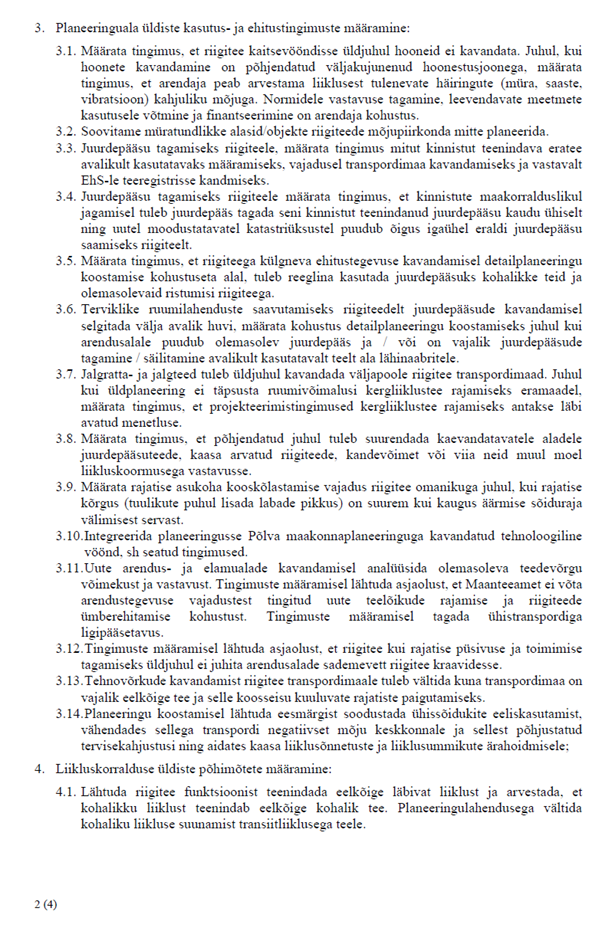 3. Planeeringuala üldiste kasutus- ja ehitustingimuste määramine:
3.1. Määrata tingimus, et riigitee kaitsevööndisse üldjuhul hooneid ei kavandata. Juhul, kui
hoonete kavandamine on põhjendatud väljakujunenud hoonestusjoonega, määrata
tingimus, et arendaja peab arvestama liiklusest tulenevate häiringute (müra, saaste,
vibratsioon) kahjuliku mõjuga. Normidele vastavuse tagamine, leevendavate meetmete
kasutusele võtmine ja finantseerimine on arendaja kohustus.
3.2. Soovitame müratundlikke alasid/objekte riigiteede mõjupiirkonda mitte planeerida.
3.3. Juurdepääsu tagamiseks riigiteele, määrata tingimus mitut kinnistut teenindava eratee
avalikult kasutatavaks määramiseks, vajadusel transpordimaa kavandamiseks ja vastavalt
EhS-le teeregistrisse kandmiseks.
3.4. Juurdepääsu tagamiseks riigiteele määrata tingimus, et kinnistute maakorralduslikul
jagamisel tuleb juurdepääs tagada seni kinnistut teenindanud juurdepääsu kaudu ühiselt
ning uutel moodustatavatel katastriüksustel puudub õigus igaühel eraldi juurdepääsu
saamiseks riigiteelt.
3.5. Määrata tingimus, et riigiteega külgneva ehitustegevuse kavandamisel detailplaneeringu
koostamise kohustuseta alal, tuleb reeglina kasutada juurdepääsuks kohalikke teid ja
olemasolevaid ristumisi riigiteega.
3.6. Terviklike ruumilahenduste saavutamiseks riigiteedelt juurdepääsude kavandamisel
selgitada välja avalik huvi, määrata kohustus detailplaneeringu koostamiseks juhul kui
arendusalale puudub olemasolev juurdepääs ja / või on vajalik juurdepääsude
tagamine / säilitamine avalikult kasutatavalt teelt ala lähinaabritele.
3.7. Jalgratta- ja jalgteed tuleb üldjuhul kavandada väljapoole riigitee transpordimaad. Juhul
kui üldplaneering ei täpsusta ruumivõimalusi kergliiklustee rajamiseks eramaadel,
määrata tingimus, et projekteerimistingimused kergliiklustee rajamiseks antakse läbi
avatud menetluse.
3.8. Määrata tingimus, et põhjendatud juhul tuleb suurendada kaevandatavatele aladele
juurdepääsuteede, kaasa arvatud riigiteede, kandevõimet või viia neid muul moel
liikluskoormusega vastavusse.
3.9. Määrata rajatise asukoha kooskõlastamise vajadus riigitee omanikuga juhul, kui rajatise
kõrgus (tuulikute puhul lisada labade pikkus) on suurem kui kaugus äärmise sõiduraja
välimisest servast.
3.10.Integreerida planeeringusse Põlva maakonnaplaneeringuga kavandatud tehnoloogiline
vöönd, sh seatud tingimused.
3.11.Uute arendus- ja elamualade kavandamisel analüüsida olemasoleva teedevõrgu
võimekust ja vastavust. Tingimuste määramisel lähtuda asjaolust, et Maanteeamet ei võta
arendustegevuse vajadustest tingitud uute teelõikude rajamise ja riigiteede
ümberehitamise kohustust. Tingimuste määramisel tagada ühistranspordiga
ligipääsetavus.
3.12.Tingimuste määramisel lähtuda asjaolust, et riigitee kui rajatise püsivuse ja toimimise
tagamiseks üldjuhul ei juhita arendusalade sademevett riigitee kraavidesse.
3.13.Tehnovõrkude kavandamist riigitee transpordimaale tuleb vältida kuna transpordimaa on
vajalik eelkõige tee ja selle koosseisu kuuluvate rajatiste paigutamiseks.
3.14.Planeeringu koostamisel lähtuda eesmärgist soodustada ühissõidukite eeliskasutamist,
vähendades sellega transpordi negatiivset mõju keskkonnale ja sellest põhjustatud
tervisekahjustusi ning aidates kaasa liiklusõnnetuste ja liiklusummikute ärahoidmisele;
4. Liikluskorralduse üldiste põhimõtete määramine:
4.1. Lähtuda riigitee funktsioonist teenindada eelkõige läbivat liiklust ja arvestada, et
kohalikku liiklust teenindab eelkõige kohalik tee. Planeeringulahendusega vältida
kohaliku liikluse suunamist transiitliiklusega teele.
2 (4)